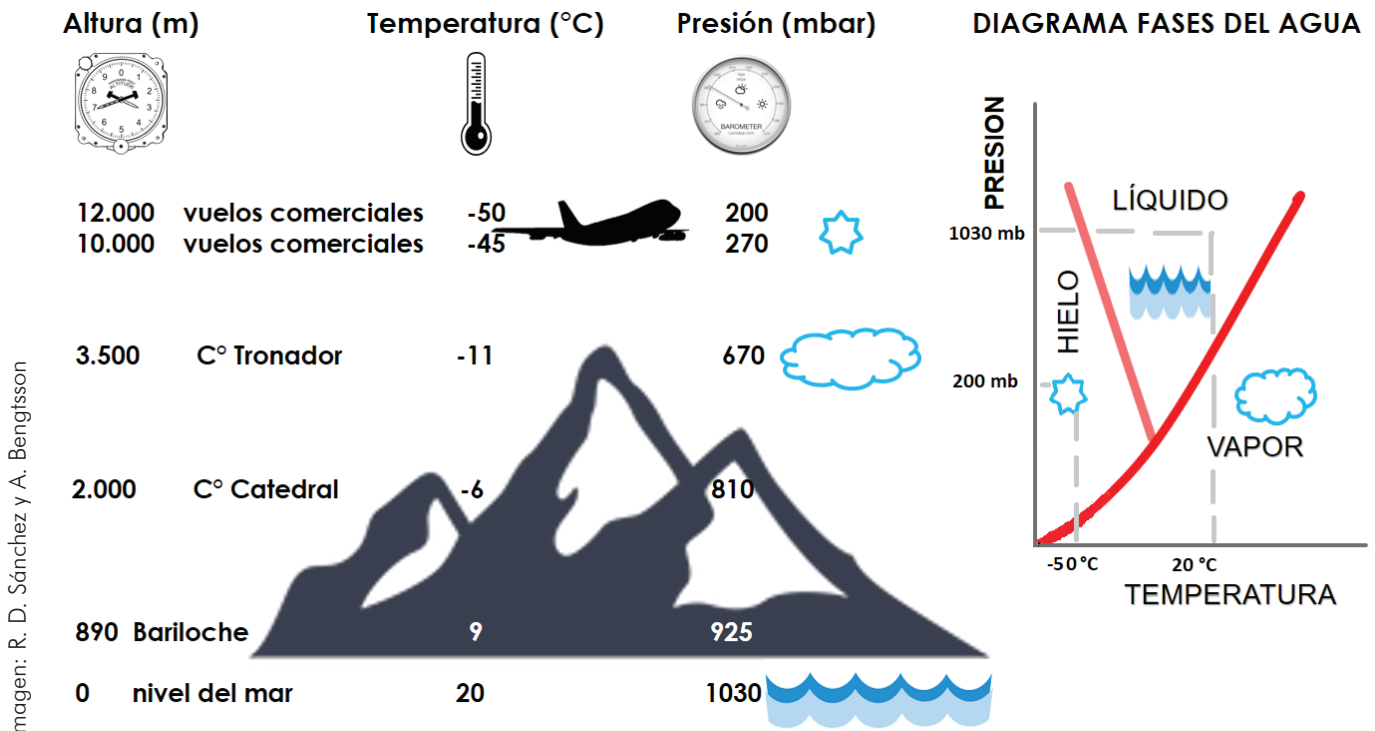 Altura (m) Temperatura (°C) Presión (mbar) DIAGRAMA FASES DEL AGUA
BAROMETER
12.000 vuelos comerciales -50 200
10.000 vuelos comerciales -45 270
3.500 C° Tronador -11 670
2.000 C° Catedral -6 810
890 Bariloche 9 925
0 nivel del mar 20 1030
PRESION
1030 mb
200 mb
LÍQUIDO
HIELO
VAPOR
-50 °C 20 °C
TEMPERATURA
magen: R. D. Sánchez y A. Bengtsson